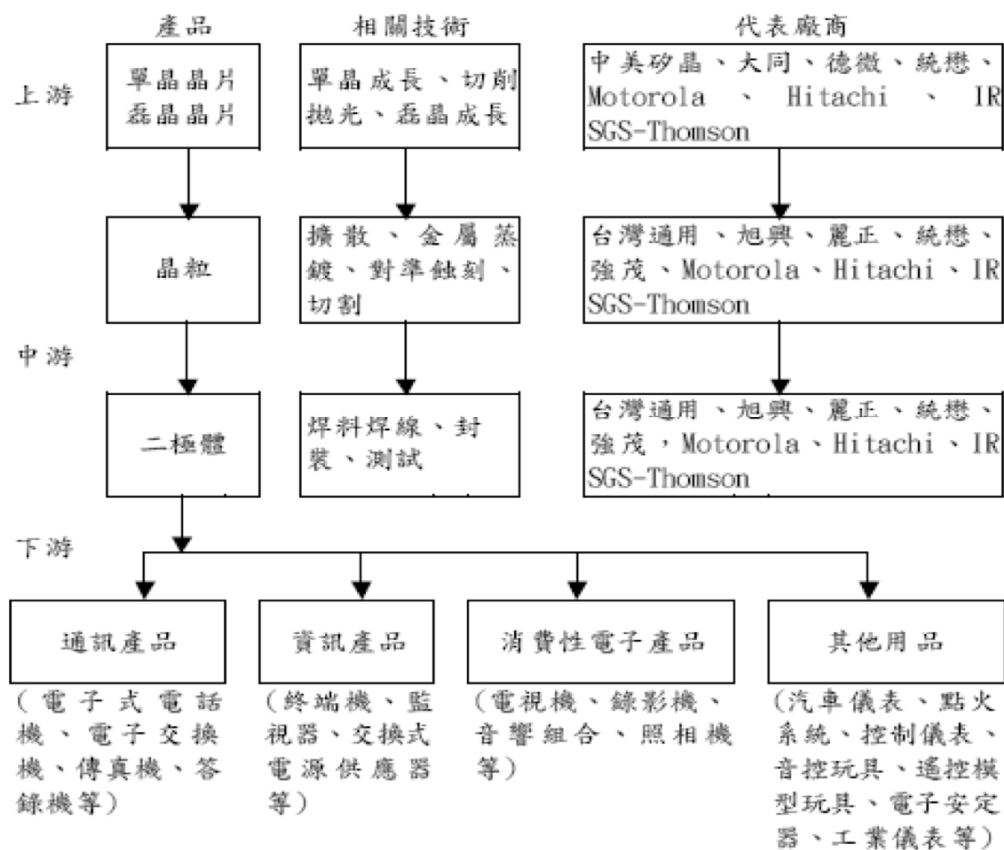 產品
相關技術
代表廠商
上游
單晶晶片
磊晶晶片
單晶成長、切削
拋光、磊晶成長
中美矽晶、大同、德微、統懋、
Motorola 、 Hitachi 、 IR
SGS-Thomson
晶粒
擴散、金屬蒸
鍍、對準蝕刻、
切割
台灣通用、旭興、麗正、統懋、
強茂、Motorola、Hitachi、IR
SGS-Thomson
中游
二極體
焊料焊線、封
裝、測試
台灣通用、旭興、麗正、統懋、
強茂，Motorola、Hitachi、IR
SGS-Thomson
下游
通訊產品
(電子式電話
機、電子交換
機、傳真機、答
錄機等)
資訊產品
(終端機、監
視器、交換式
電源供應器
等)
消費性電子產品
(電視機、錄影機、
音響組合、照相機
等)
其他用品
(汽車儀表、點火
系統、控制儀表、
音控玩具、遙控模
型玩具、電子安定
器、工業儀表等)